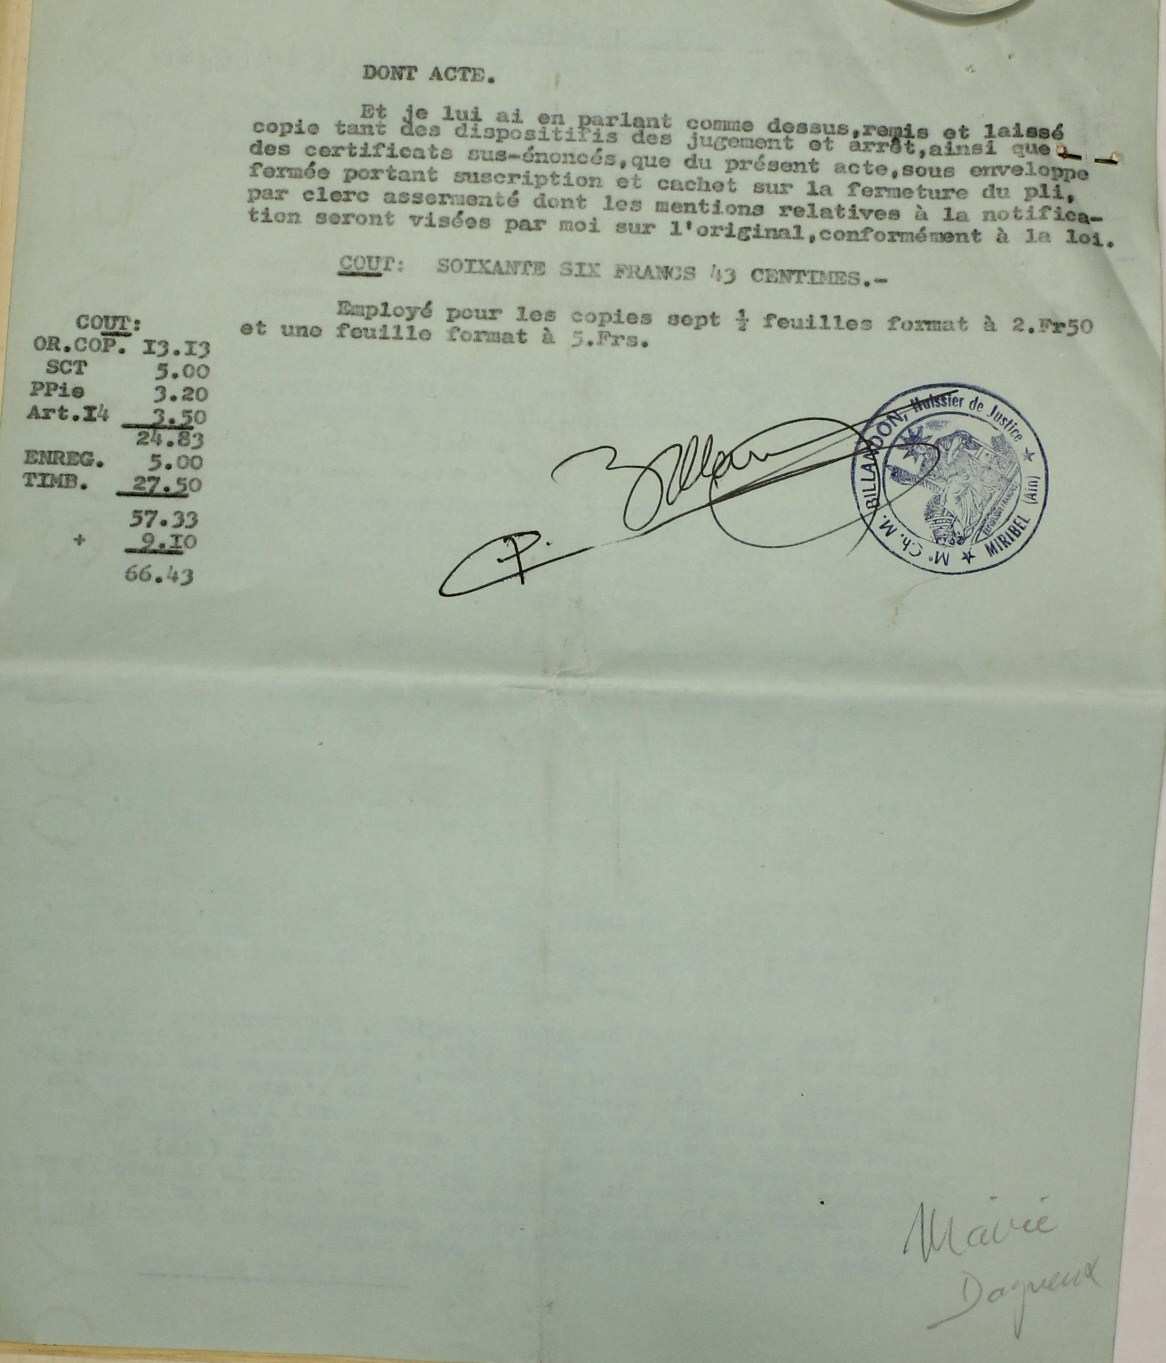 DONT ACTE.
Et je lui ai en parlant comme dessus,remis et laissé
copie tant des dispositifis des jugement et arrêt,ainsi que
des certificats sus-énoncés,que du présent acte,sous enveloppe
fermée portant suscription et cachet sur la fermeture du pli,
par clerc assermenté dont les mentions relatives à la notifica-
tion seront visées par moi sur l'original,conformément à la loi.
COUT: SOIXANTE SIX FRANCS 43 CENTIMES.-
Employé pour les copies sept ½ feuilles format à 2.Fr50
et une feuille format à 5.Frs.
COUT:
OR.COP. I3.I3
SCT 5.00
PPie 3.20
Art.I4 3.50
24.83
ENREG. 5.00
TIMB. 27.50
57.33
+ 9.I0
66.43
P. Billandon
Me Ch. M. BILLANDON, Huissier de Justice ★ MIRIBEL (Ain) ★
Mairie
Dagneux